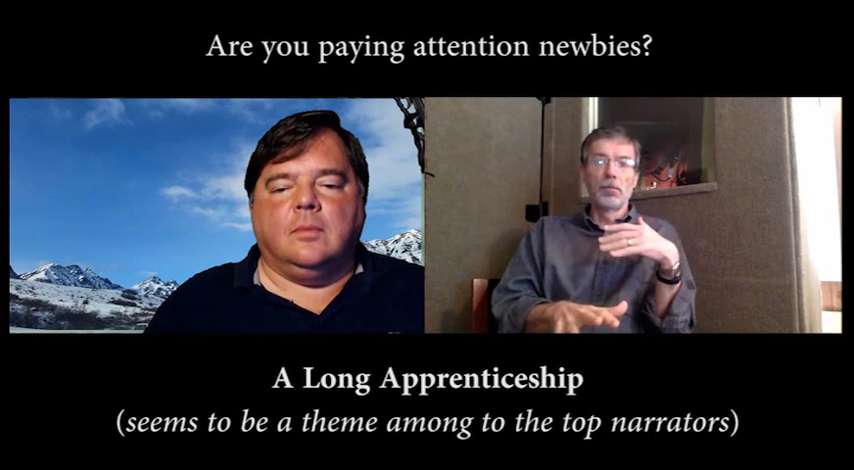 Are you paying attention newbies?
A Long Apprenticeship
(seems to be a theme among to the top narrators)